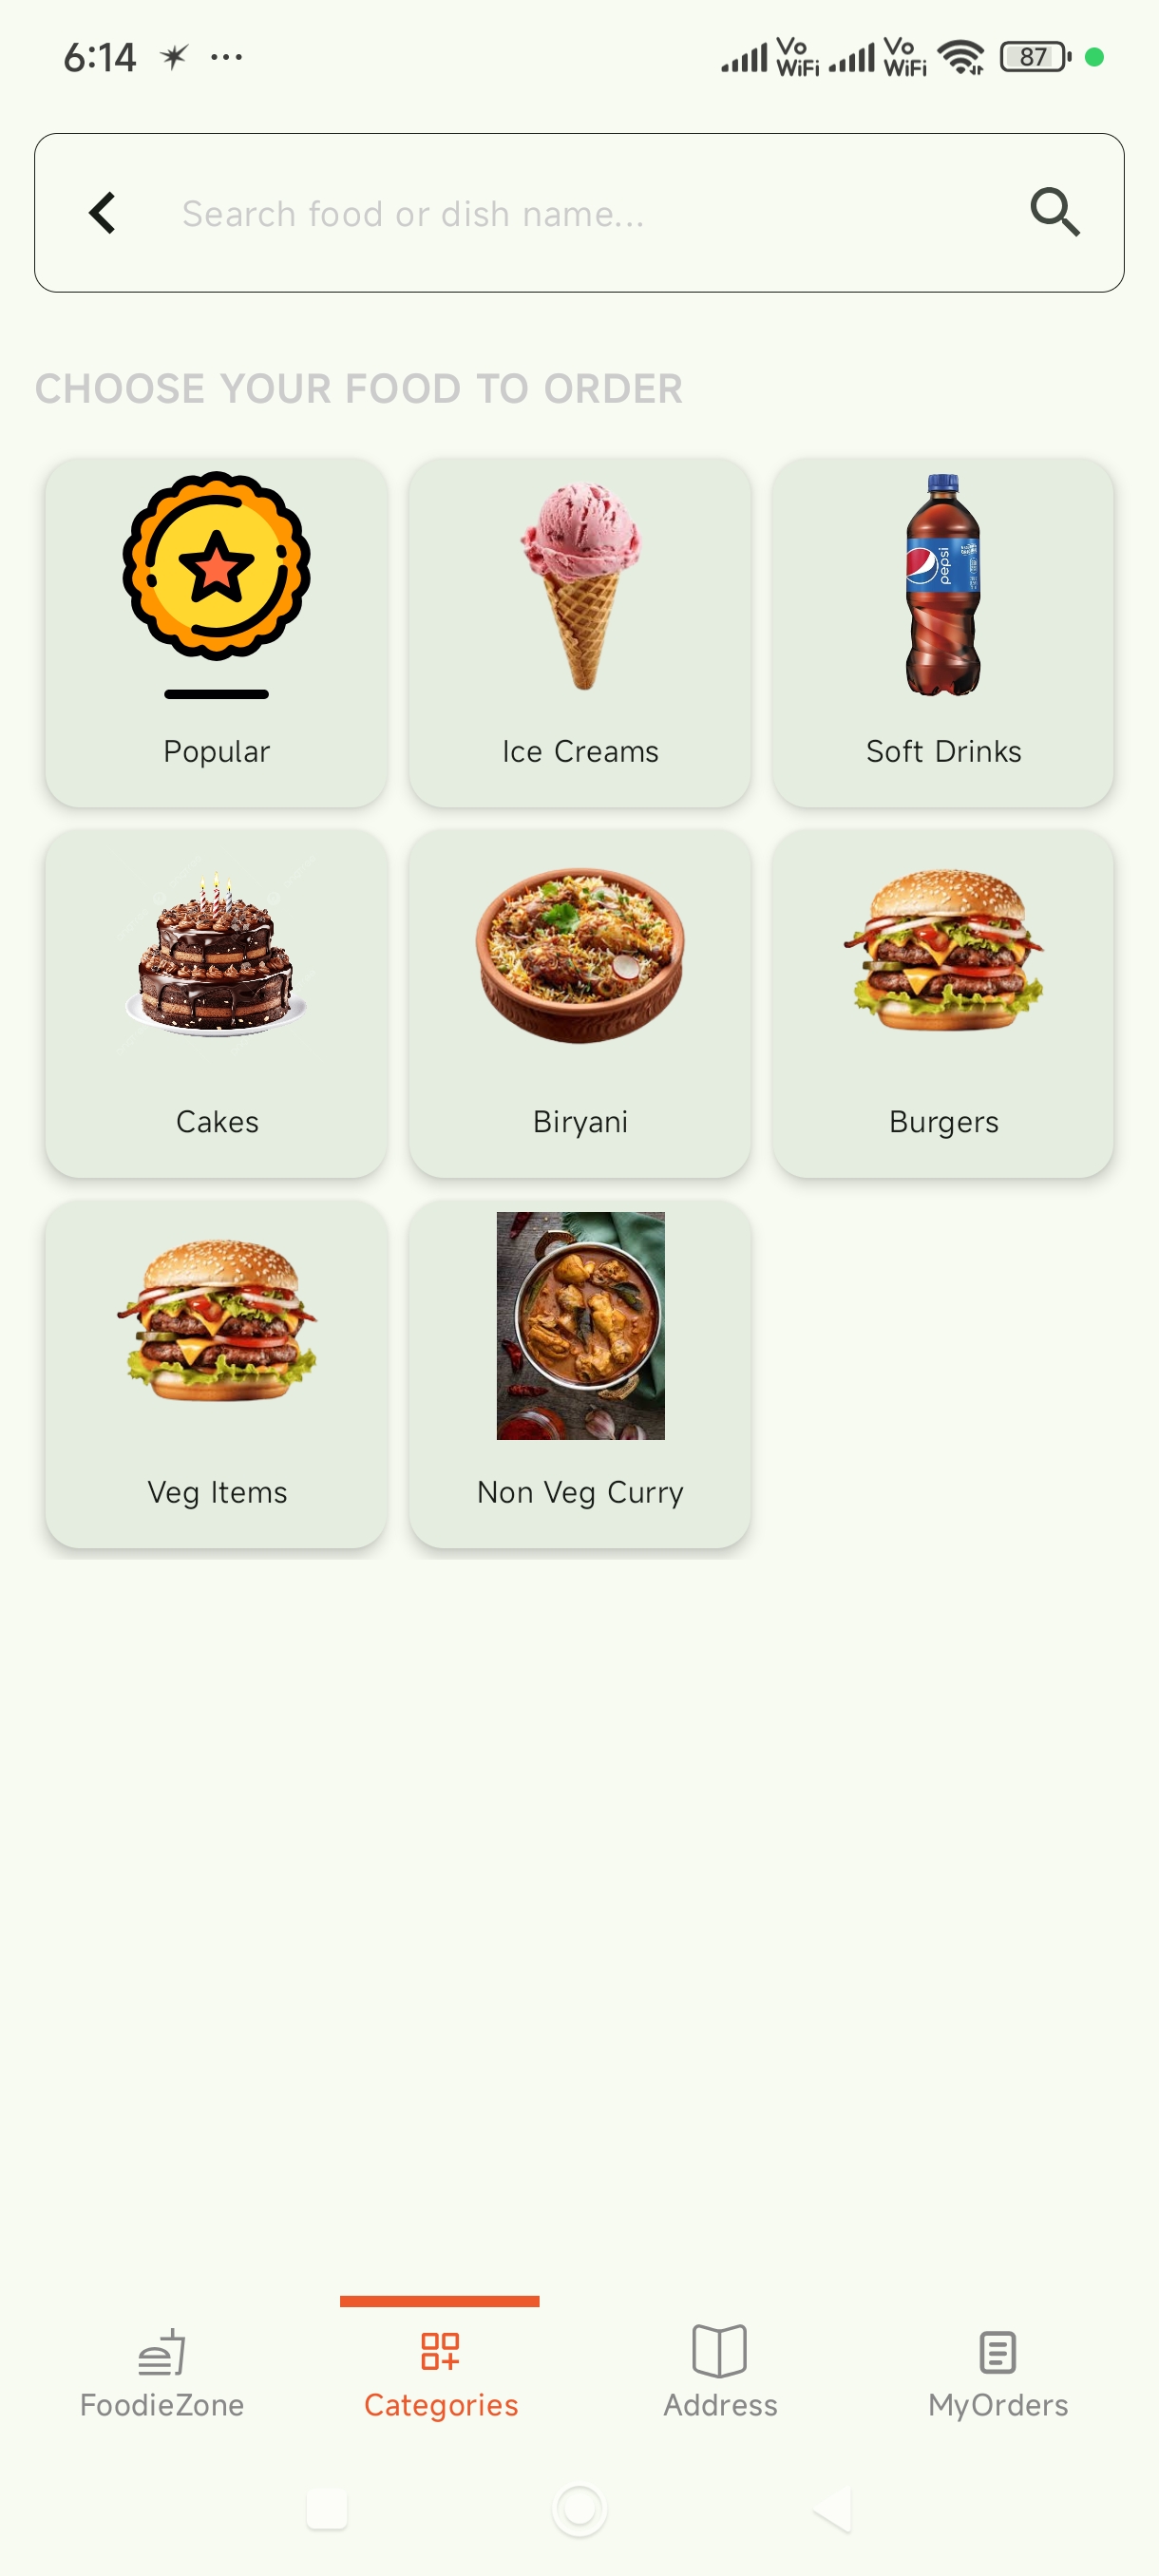 6:14 ...
Vo WiFi Vo WiFi 87
Search food or dish name...
CHOOSE YOUR FOOD TO ORDER
pepsi
Popular
Ice Creams
Soft Drinks
Cakes
Biryani
Burgers
Veg Items
Non Veg Curry
FoodieZone
Categories
Address
MyOrders